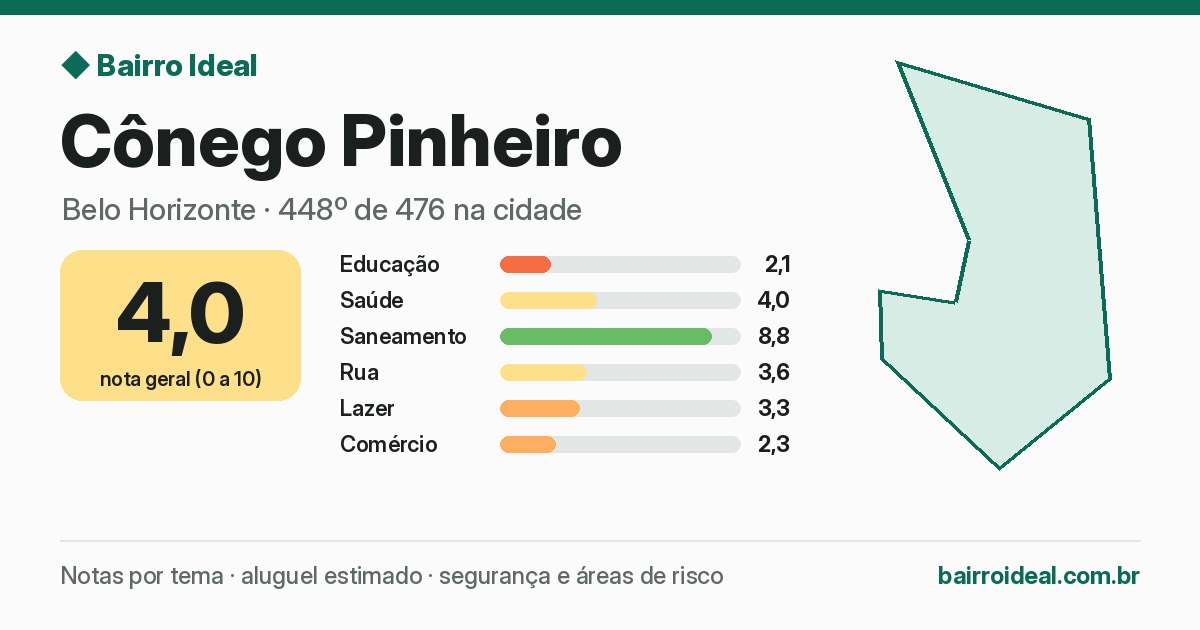 Bairro Ideal
Cônego Pinheiro
Belo Horizonte · 448º de 476 na cidade
4,0
nota geral (0 a 10)
Educação 2,1
Saúde 4,0
Saneamento 8,8
Rua 3,6
Lazer 3,3
Comércio 2,3
Notas por tema · aluguel estimado · segurança e áreas de risco
bairroideal.com.br